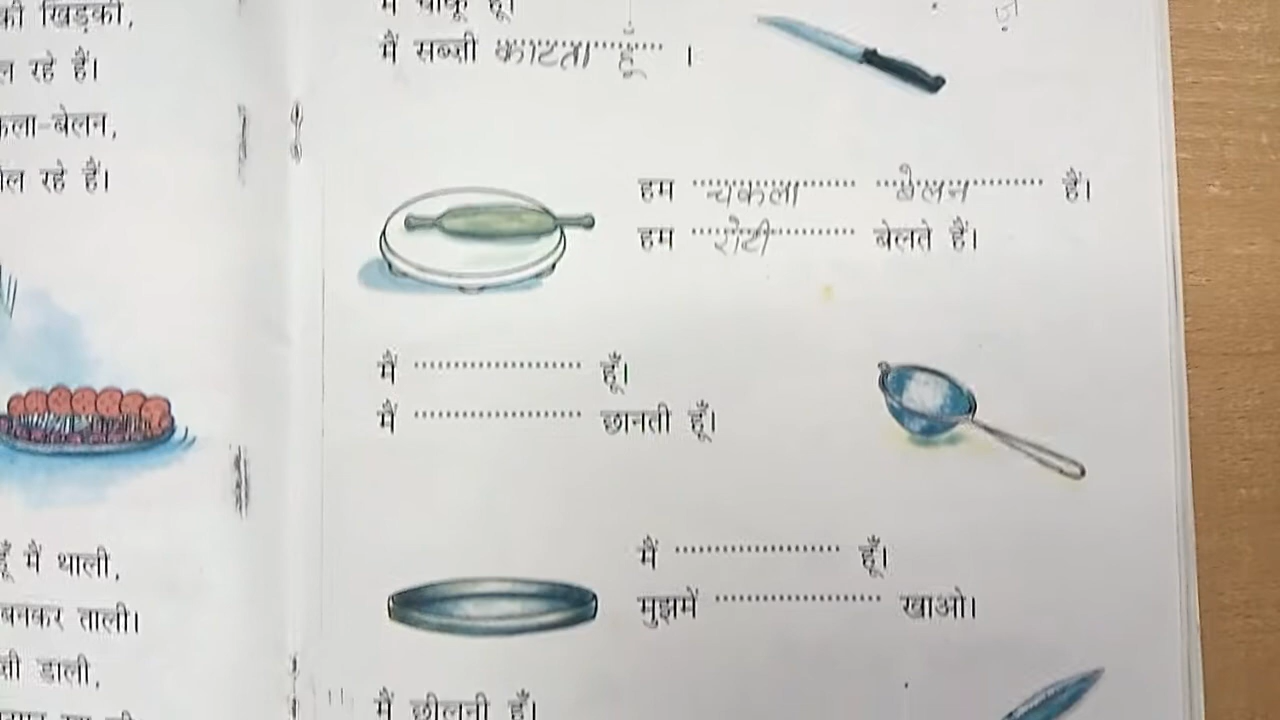 की खिड़की,
ल रहे हैं।
कला-बेलन,
ेल रहे हैं।
हूँ मैं थाली,
बनकर ताली।
डाली,
मैं चाकू हूँ।
मैं सब्ज़ी काटता हूँ ।
हम चकला बेलन हैं।
हम रोटी बेलते हैं।
मैं ................ हूँ।
मैं ................ छानती हूँ।
मैं ................ हूँ।
मुझमें ................ खाओ।
मैं छीलनी हूँ।